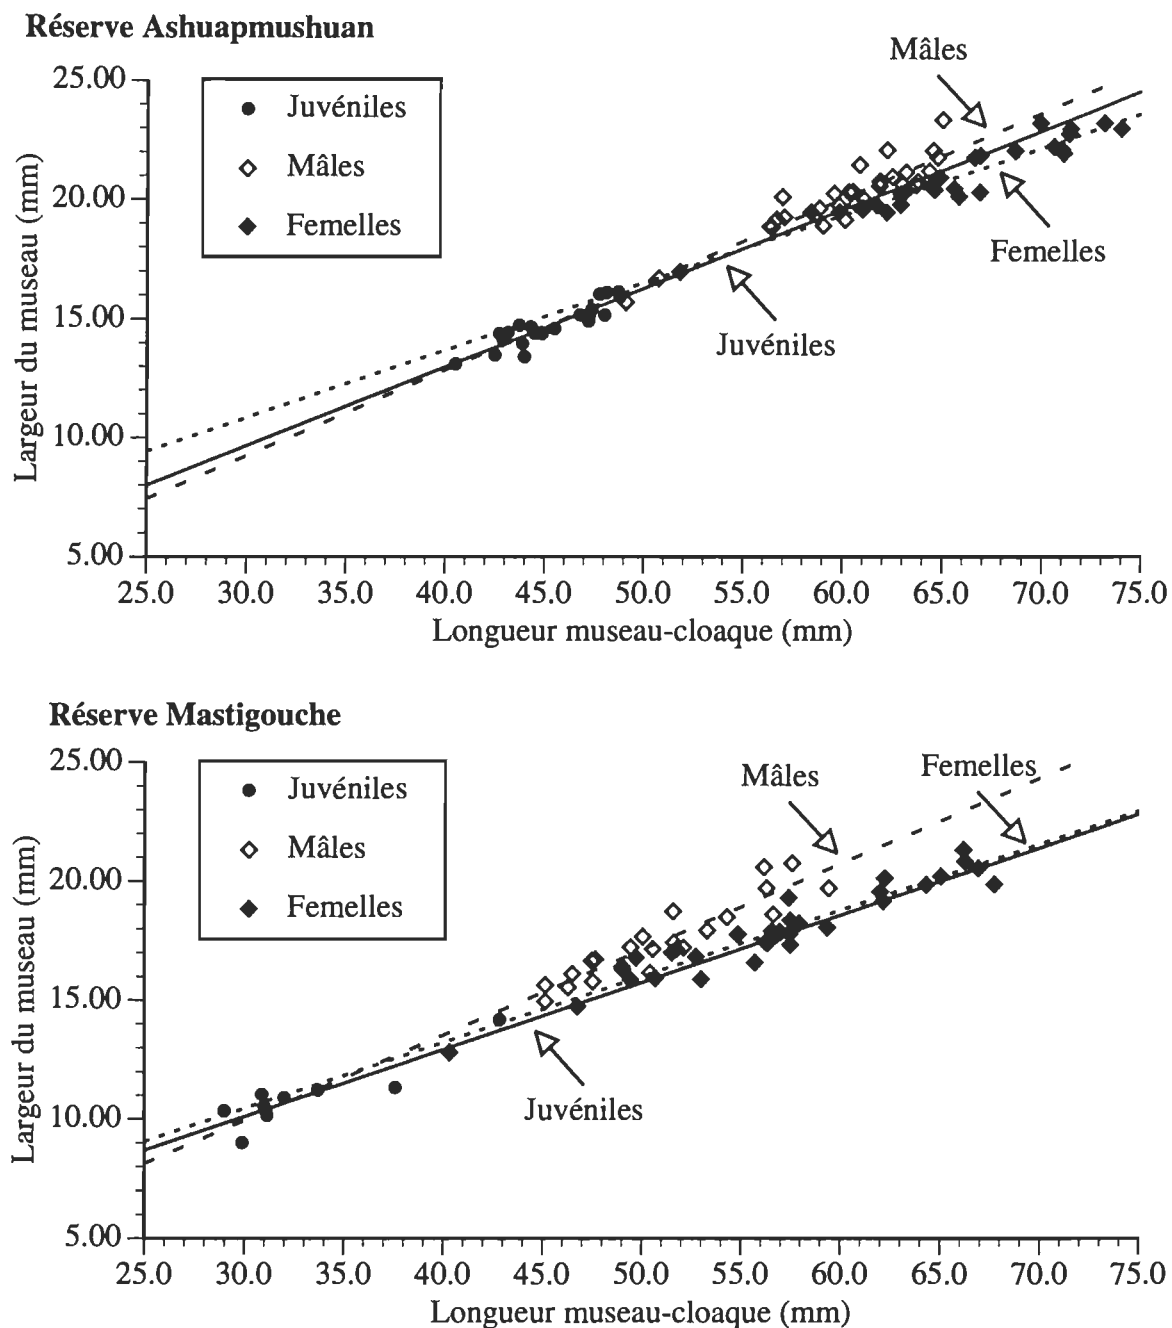 Réserve Ashuapmushuan
25.00
20.00
15.00
10.00
5.00
Largeur du museau (mm)
Juvéniles
Mâles
Femelles
Mâles
Femelles
Juvéniles
25.0 30.0 35.0 40.0 45.0 50.0 55.0 60.0 65.0 70.0 75.0
Longueur museau-cloaque (mm)
Réserve Mastigouche
25.00
20.00
15.00
10.00
5.00
Largeur du museau (mm)
Juvéniles
Mâles
Femelles
Mâles
Femelles
Juvéniles
25.0 30.0 35.0 40.0 45.0 50.0 55.0 60.0 65.0 70.0 75.0
Longueur museau-cloaque (mm)